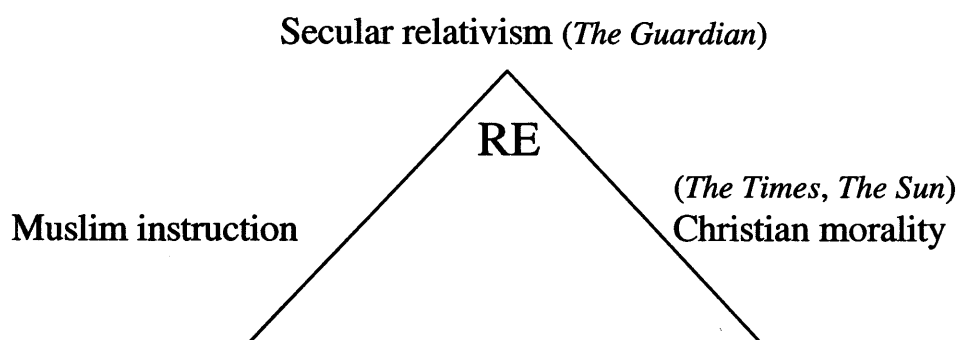 Secular relativism (The Guardian)
RE
(The Times, The Sun)
Muslim instruction
Christian morality